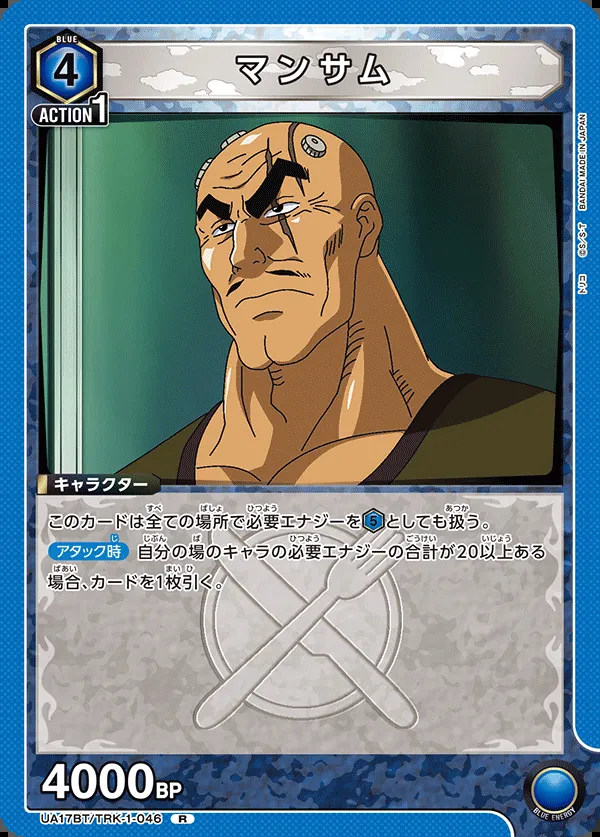 BLUE
4
ACTION1
マンサム
トリコ ©S/S・T BANDAI MADE IN JAPAN
キャラクター
このカードは全ての場所で必要エナジーを5としても扱う。
アタック時 自分の場のキャラの必要エナジーの合計が20以上ある
場合、カードを1枚引く。
4000BP
UA17BT/TRK-1-046 R
BLUE ENERGY